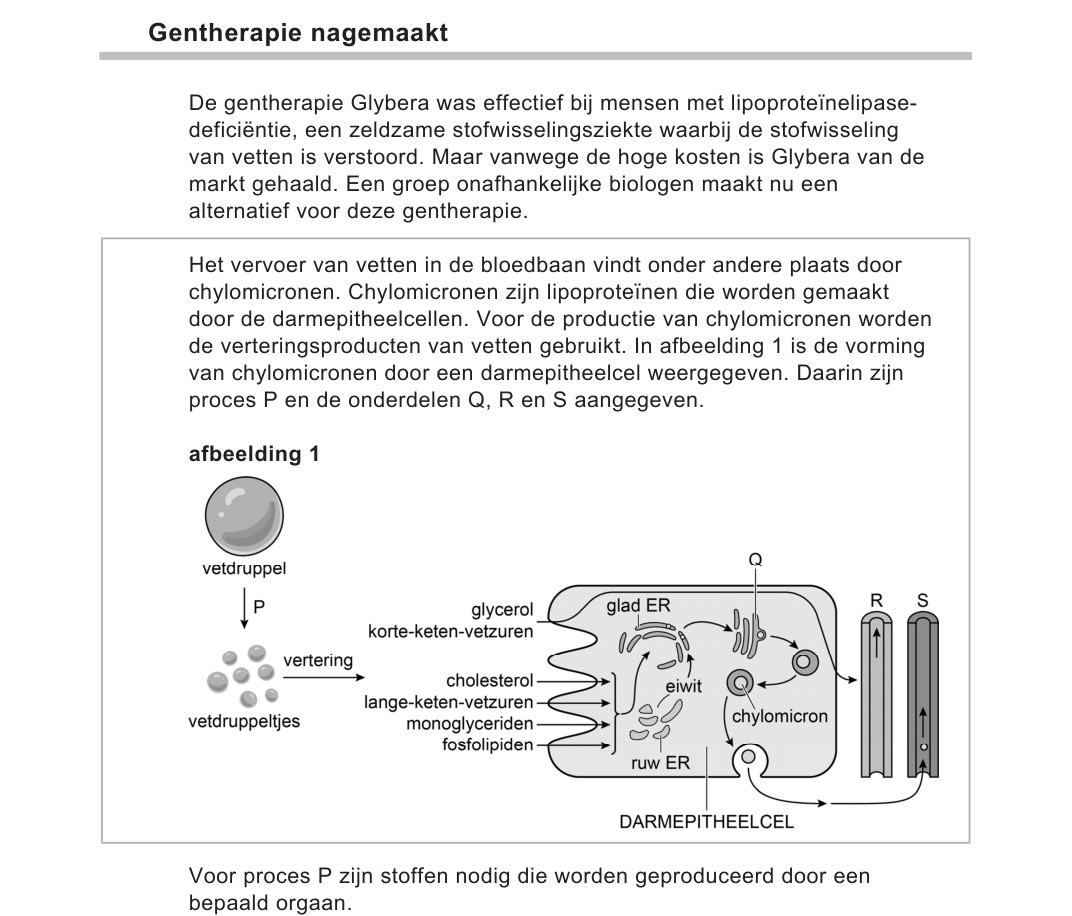 Gentherapie nagemaakt
De gentherapie Glybera was effectief bij mensen met lipoproteïnelipase-
deficiëntie, een zeldzame stofwisselingsziekte waarbij de stofwisseling
van vetten is verstoord. Maar vanwege de hoge kosten is Glybera van de
markt gehaald. Een groep onafhankelijke biologen maakt nu een
alternatief voor deze gentherapie.
Het vervoer van vetten in de bloedbaan vindt onder andere plaats door
chylomicronen. Chylomicronen zijn lipoproteïnen die worden gemaakt
door de darmepitheelcellen. Voor de productie van chylomicronen worden
de verteringsproducten van vetten gebruikt. In afbeelding 1 is de vorming
van chylomicronen door een darmepitheelcel weergegeven. Daarin zijn
proces P en de onderdelen Q, R en S aangegeven.
afbeelding 1
vetdruppel
P
vetdruppeltjes
vertering
glycerol
korte-keten-vetzuren
cholesterol
lange-keten-vetzuren
monoglyceriden
fosfolipiden
glad ER
eiwit
ruw ER
Q
chylomicron
DARMEPITHEELCEL
R
S
Voor proces P zijn stoffen nodig die worden geproduceerd door een
bepaald orgaan.